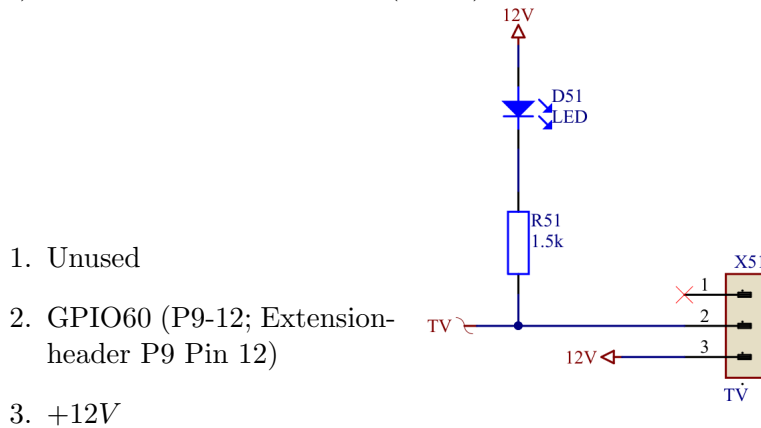 12V
D51
LED
R51
1.5k
1. Unused
X51
1
2. GPIO60 (P9-12; Extension-
header P9 Pin 12)
TV
2
12V
3
TV
3. +12V